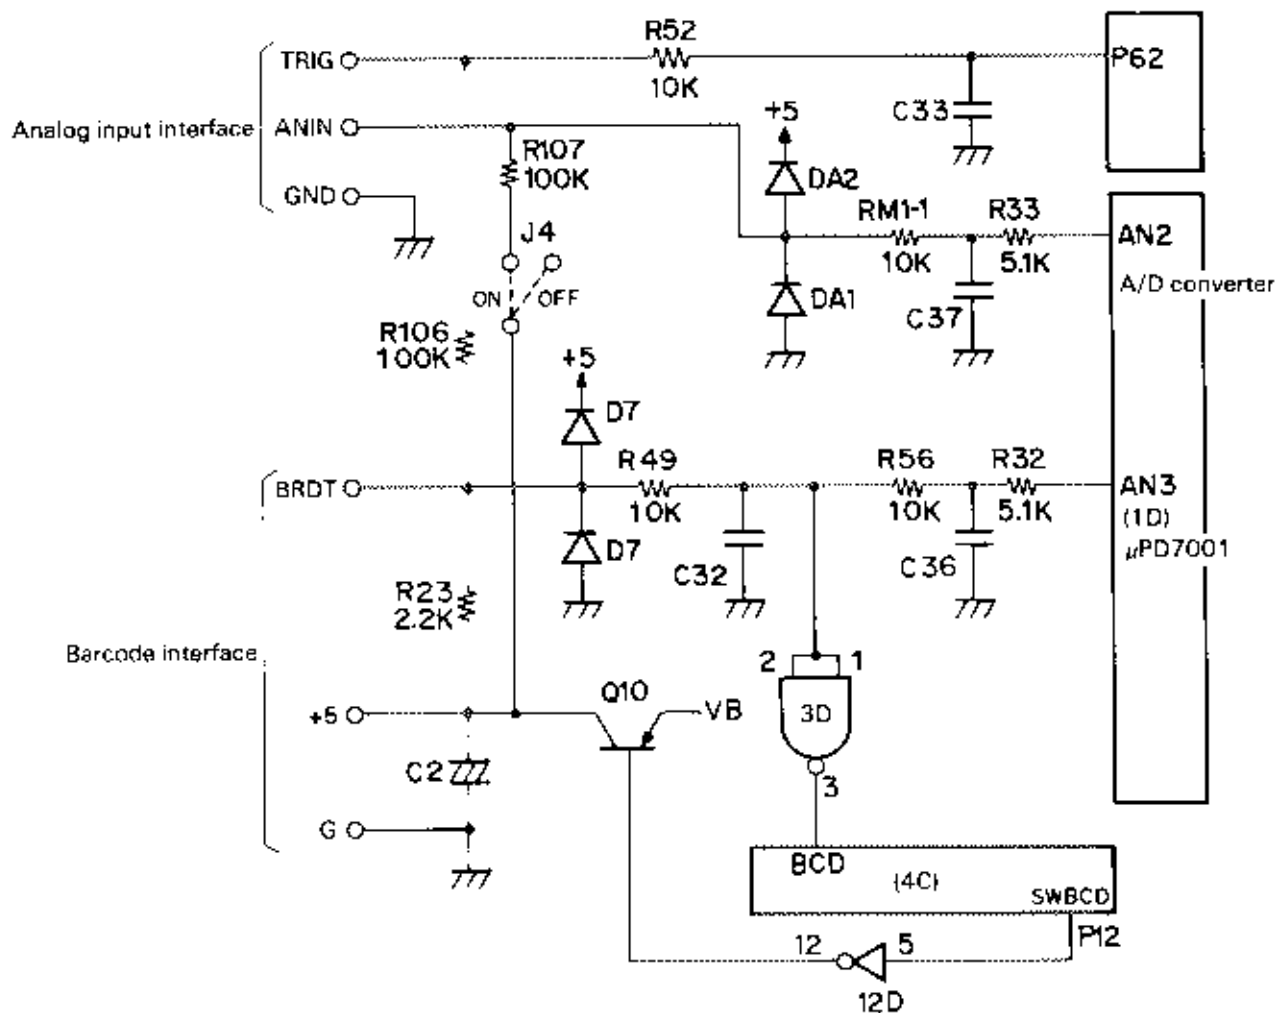 R52
TRIG
10K
P62
C33
Analog input interface
ANIN
+5
R107
100K
DA2
GND
J4
RM1-1
R33
AN2
10K
5.1K
ON
OFF
DA1
A/D converter
C37
R106
100K
+5
D7
R49
R56
R32
BRDT
AN3
10K
10K
5.1K
(1D)
D7
μPD7001
C32
C36
R23
2.2K
Barcode interface
2
1
Q10
+5
VB
3D
C2
3
G
BCD
(4C)
SWBCD
P12
12
5
12D